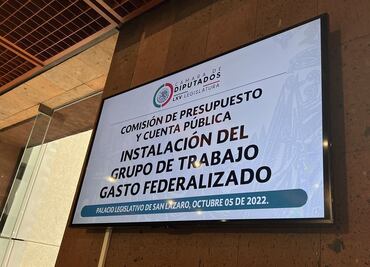 CÁMARA DE
DIPUTADOS
LXV LEGISLATURA
COMISIÓN DE PRESUPUESTO
Y CUENTA PÚBLICA
INSTALACIÓN DEL
GRUPO DE TRABAJO
GASTO FEDERALIZADO
PALACIO LEGISLATIVO DE SAN LÁZARO, OCTUBRE 05 DE 2022.